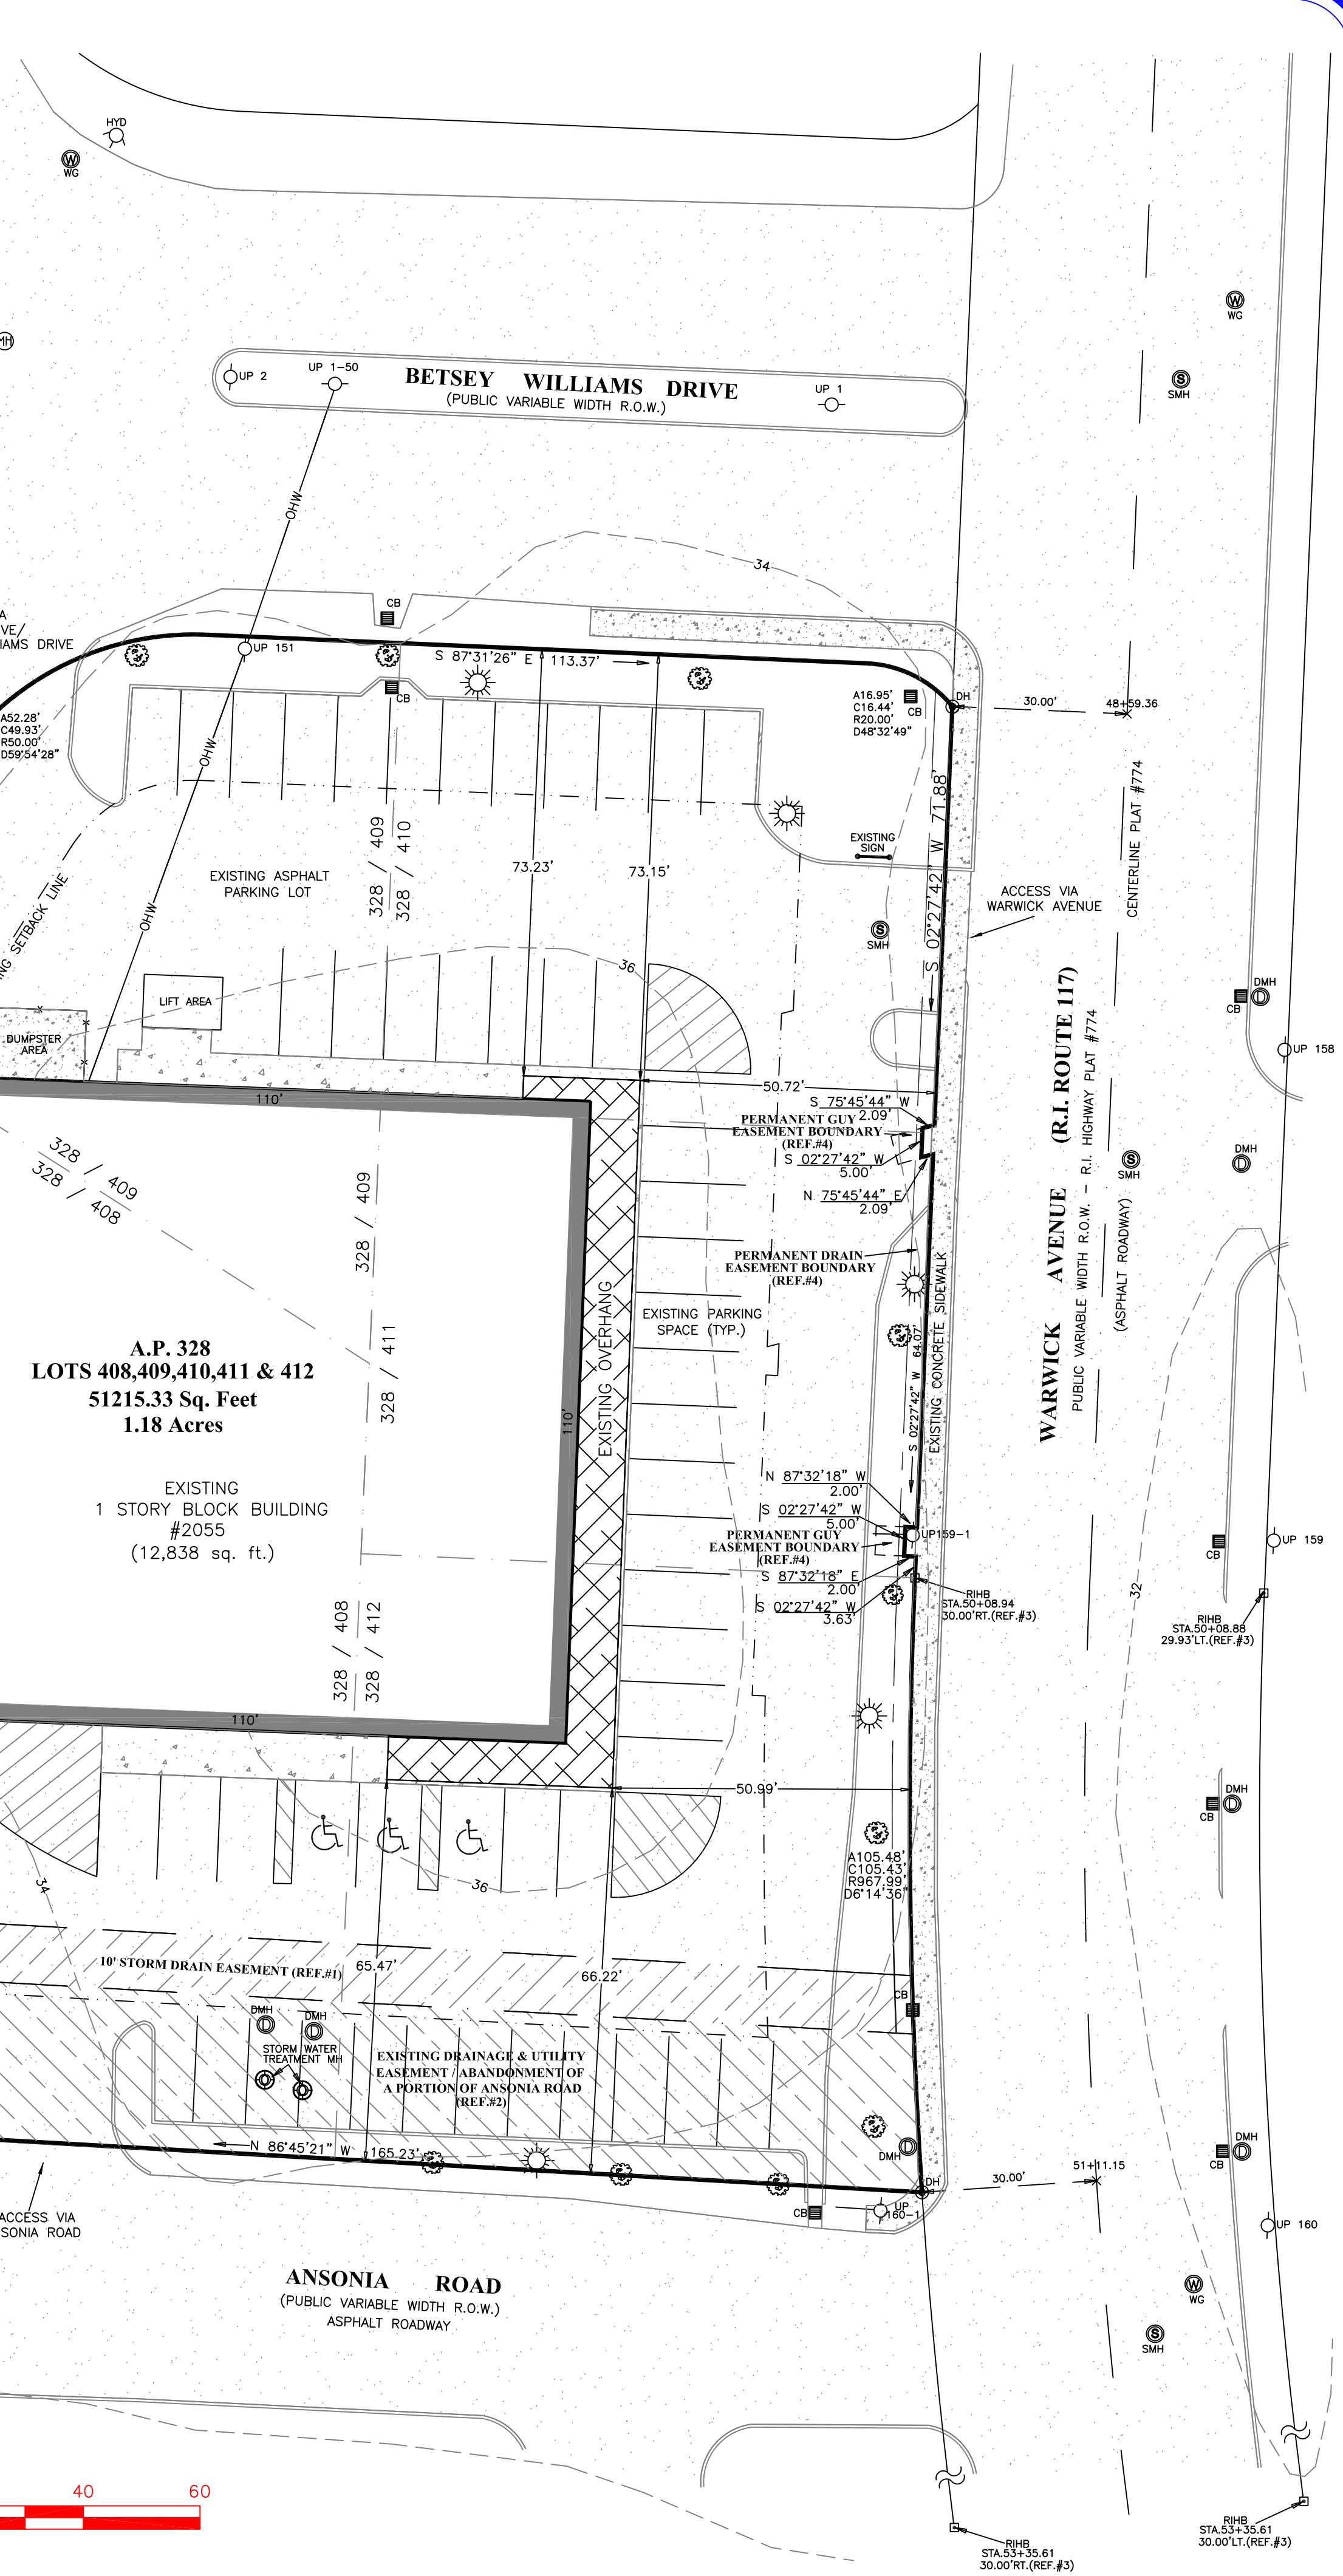 HYD
W
WG
W
WG
S
SMH
UP 2
UP 1-50
BETSEY WILLIAMS DRIVE
(PUBLIC VARIABLE WIDTH R.O.W.)
UP 1
OHW
34
CB
VE/
IAMS DRIVE
UP 151
S 87°31'26" E 113.37'
CB
A16.95'
C16.44'
R20.00'
D48°32'49"
CB
DH
30.00'
48+59.36
A52.28'
C49.93'
R50.00'
D59°54'28"
OHW
S 02°27'42" W 71.88'
CENTERLINE PLAT #774
328 / 409
328 / 410
EXISTING
SIGN
73.23'
73.15'
EXISTING ASPHALT
PARKING LOT
ACCESS VIA
WARWICK AVENUE
NG SETBACK LINE
OHW
S
SMH
36
LIFT AREA
DUMPSTER
AREA
DMH
D
CB
UP 158
110'
50.72'
S 75°45'44" W
2.09'
PERMANENT GUY
EASEMENT BOUNDARY
(REF.#4)
S 02°27'42" W
5.00'
N 75°45'44" E
2.09'
WARWICK AVENUE (R.I. ROUTE 117)
PUBLIC VARIABLE WIDTH R.O.W. – R.I. HIGHWAY PLAT #774
(ASPHALT ROADWAY)
S
SMH
DMH
D
328 / 409
328 / 408
328 / 409
328 / 411
PERMANENT DRAIN
EASEMENT BOUNDARY
(REF.#4)
EXISTING OVERHANG
EXISTING PARKING
SPACE (TYP.)
S 02°27'42" W 64.07'
EXISTING CONCRETE SIDEWALK
A.P. 328
LOTS 408,409,410,411 & 412
51215.33 Sq. Feet
1.18 Acres
110'
EXISTING
1 STORY BLOCK BUILDING
#2055
(12,838 sq. ft.)
N 87°32'18" W
2.00'
S 02°27'42" W
5.00'
UP159-1
PERMANENT GUY
EASEMENT BOUNDARY
(REF.#4)
S 87°32'18" E
2.00'
S 02°27'42" W
3.63'
CB
UP 159
RIHB
STA.50+08.94
30.00'RT.(REF.#3)
32
RIHB
STA.50+08.88
29.93'LT.(REF.#3)
328 / 408
328 / 412
110'
50.99'
DMH
D
CB
A105.48'
C105.43'
R967.99'
D6°14'36"
34
36
10' STORM DRAIN EASEMENT (REF.#1)
65.47'
66.22'
CB
DMH
D
DMH
D
STORM WATER
TREATMENT MH
EXISTING DRAINAGE & UTILITY
EASEMENT / ABANDONMENT OF
A PORTION OF ANSONIA ROAD
(REF.#2)
N 86°45'21" W 165.23'
DMH
D
DMH
D
CB
DH
30.00'
51+11.15
CB
UP
160-1
UP 160
ACCESS VIA
SONIA ROAD
ANSONIA ROAD
(PUBLIC VARIABLE WIDTH R.O.W.)
ASPHALT ROADWAY
W
WG
S
SMH
40
60
RIHB
STA.53+35.61
30.00'LT.(REF.#3)
RIHB
STA.53+35.61
30.00'RT.(REF.#3)